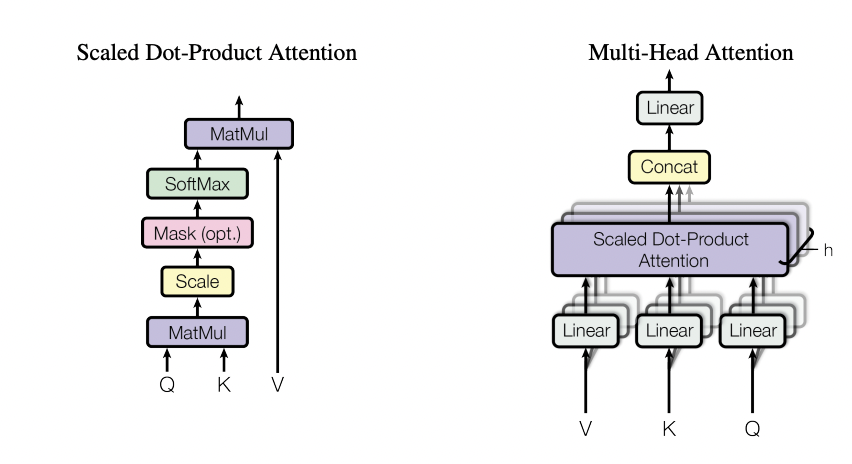 Scaled Dot-Product Attention
MatMul
SoftMax
Mask (opt.)
Scale
MatMul
Q K V
Multi-Head Attention
Linear
Concat
Scaled Dot-Product
Attention
h
Linear Linear Linear
V K Q